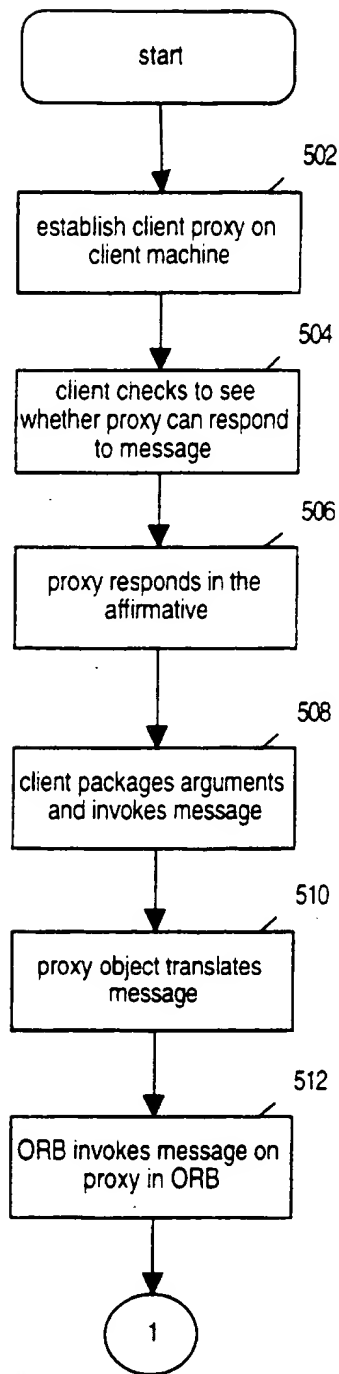 start
502
establish client proxy on
client machine
504
client checks to see
whether proxy can respond
to message
506
proxy responds in the
affirmative
508
client packages arguments
and invokes message
510
proxy object translates
message
512
ORB invokes message on
proxy in ORB
1